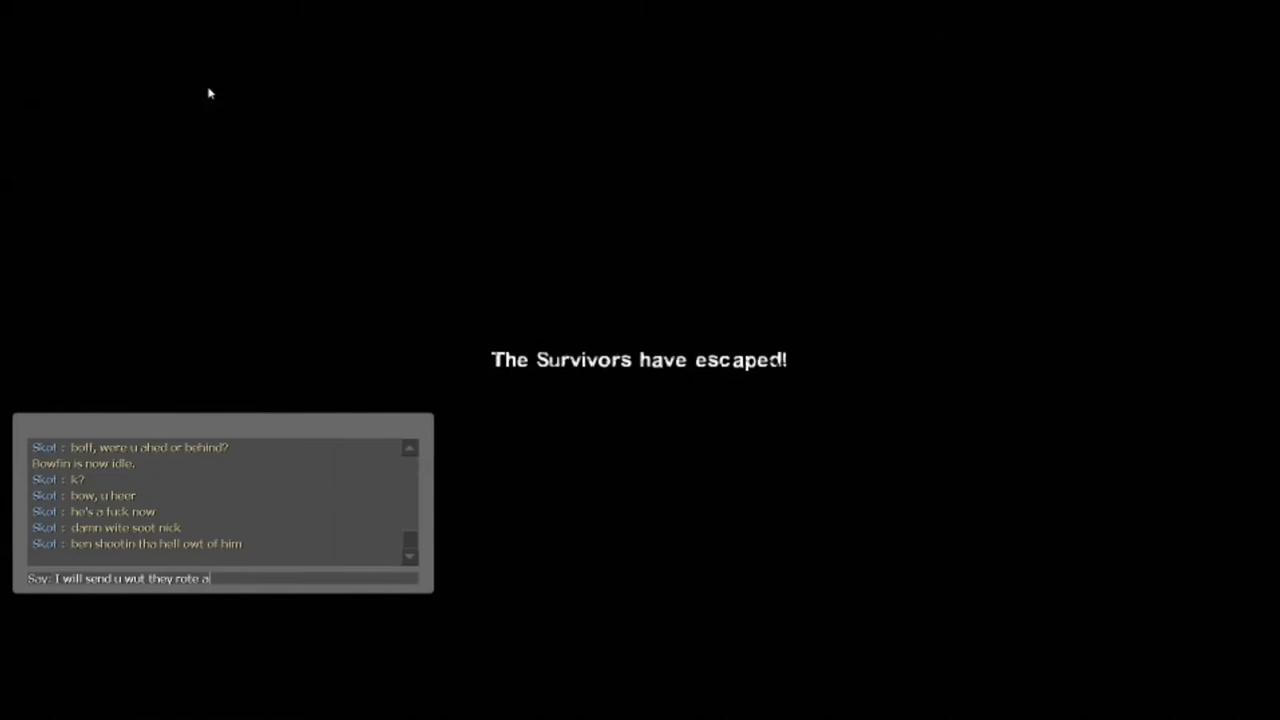 The Survivors have escaped!
Skot : boff, were u ahed or behind?
Bowfin is now idle.
Skot : k?
Skot : bow, u heer
Skot : he's a fuck now
Skot : damn wite soot nick
Skot : ben shootin tha hell owt of him
Say: I will send u wut they rote a